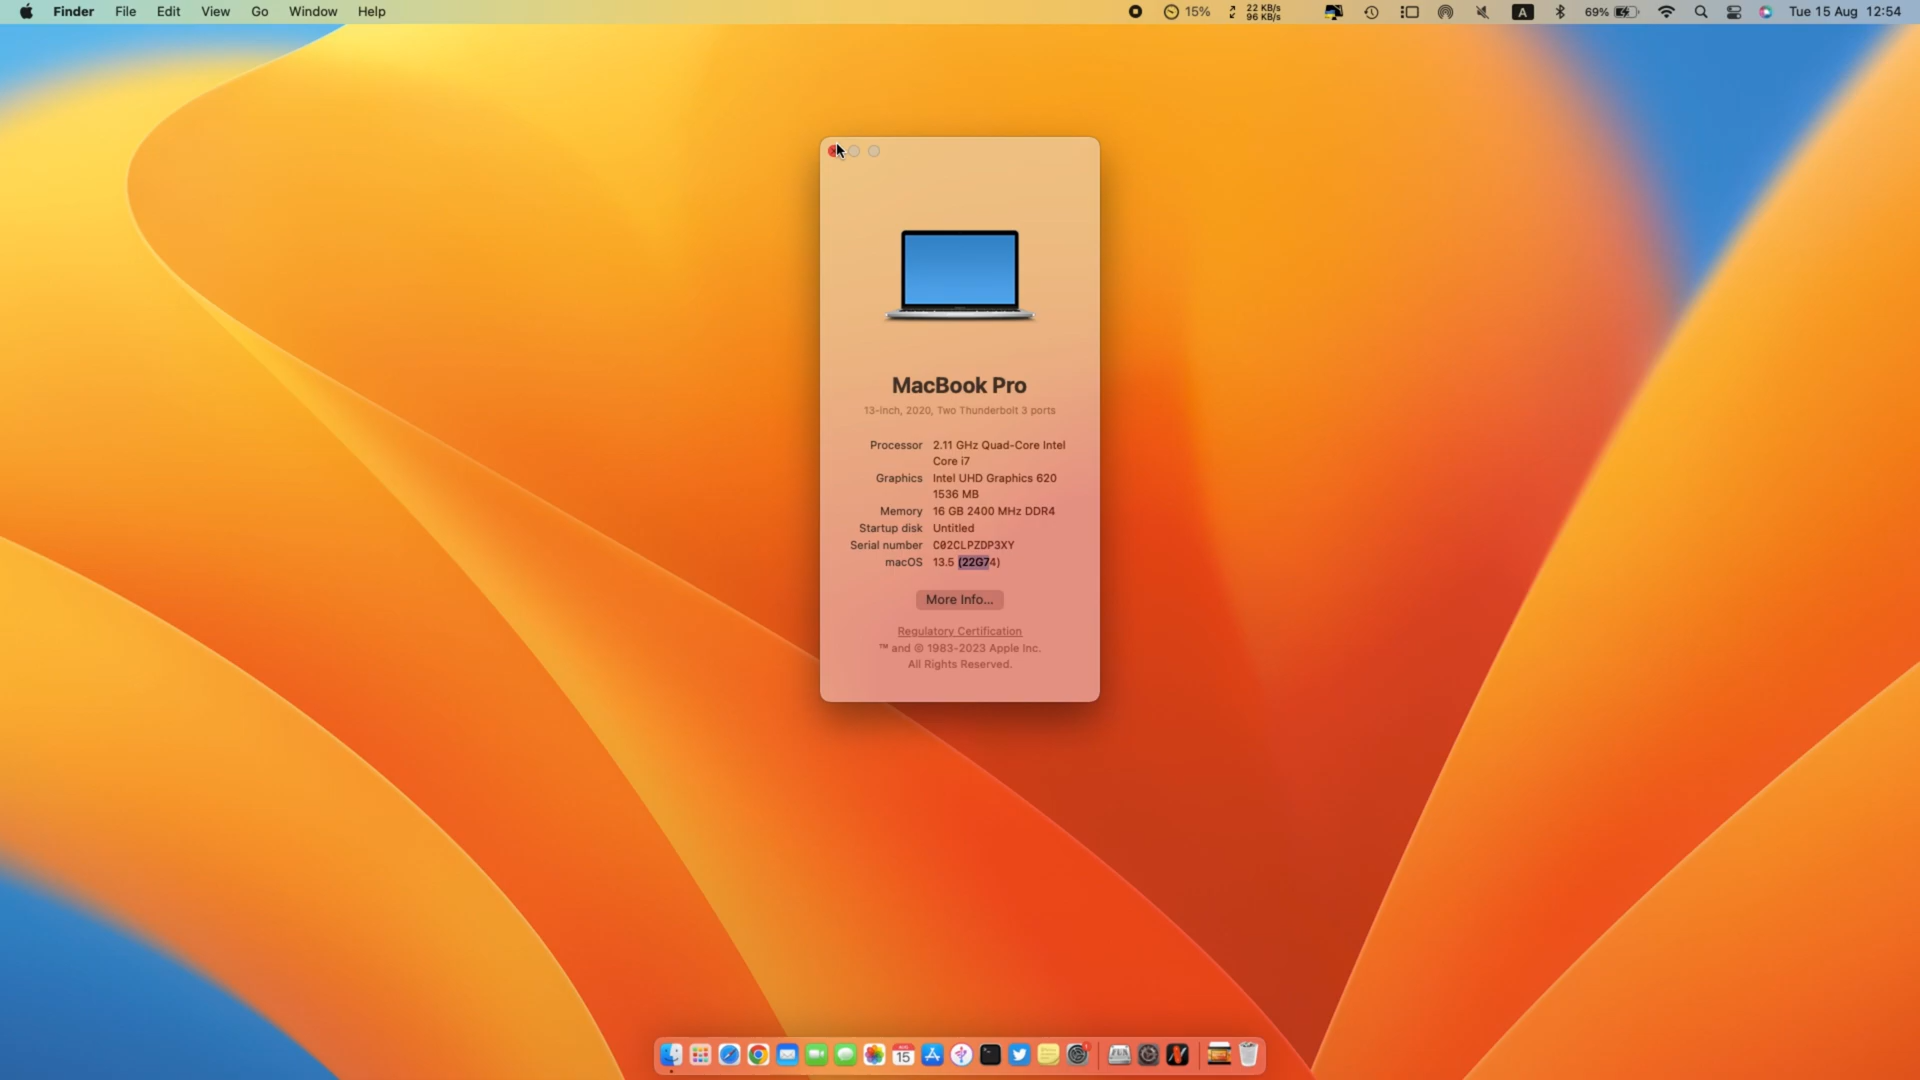 Finder File Edit View Go Window Help 15% 22 KB/s 69% Tue 15 Aug 12:54
96 KB/s
A
MacBook Pro
13-inch, 2020, Two Thunderbolt 3 ports
Processor 2.11 GHz Quad-Core Intel
Core i7
Graphics Intel UHD Graphics 620
1536 MB
Memory 16 GB 2400 MHz DDR4
Startup disk Untitled
Serial number C02CLPZDP3XY
macOS 13.5 (22G74)
More Info...
Regulatory Certification
™ and © 1983-2023 Apple Inc.
All Rights Reserved.
15